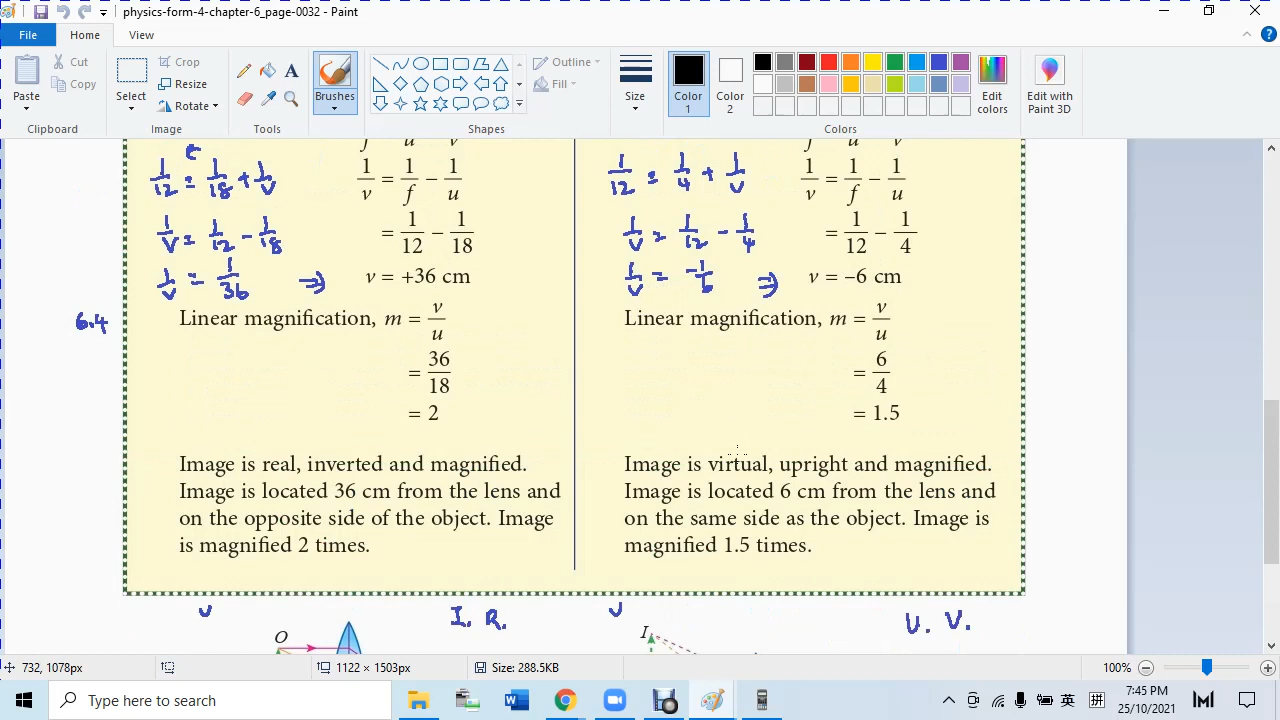 physics-form-4-chapter-6_page-0032 - Paint
File Home View
Paste Cut Copy Clipboard
Select Crop Resize Rotate Image
Tools
Brushes
Shapes Outline Fill
Size
Color 1 Color 2
Edit colors
Colors
Edit with Paint 3D
1/12 = 1/18 + 1/v
1/v = 1/12 - 1/18
1/v = 1/36 ⇒
1/v = 1/f − 1/u
= 1/12 − 1/18
v = +36 cm
6.4
Linear magnification, m = v/u
= 36/18
= 2
Image is real, inverted and magnified.
Image is located 36 cm from the lens and
on the opposite side of the object. Image
is magnified 2 times.
1/12 = 1/4 + 1/v
1/v = 1/12 - 1/4
1/v = -1/6 ⇒
1/v = 1/f − 1/u
= 1/12 − 1/4
v = –6 cm
Linear magnification, m = v/u
= 6/4
= 1.5
Image is virtual, upright and magnified.
Image is located 6 cm from the lens and
on the same side as the object. Image is
magnified 1.5 times.
I. R.
U. V.
O
I
732, 1078px
1122 × 1503px
Size: 288.5KB
100%
Type here to search
英
拼
7:45 PM
25/10/2021